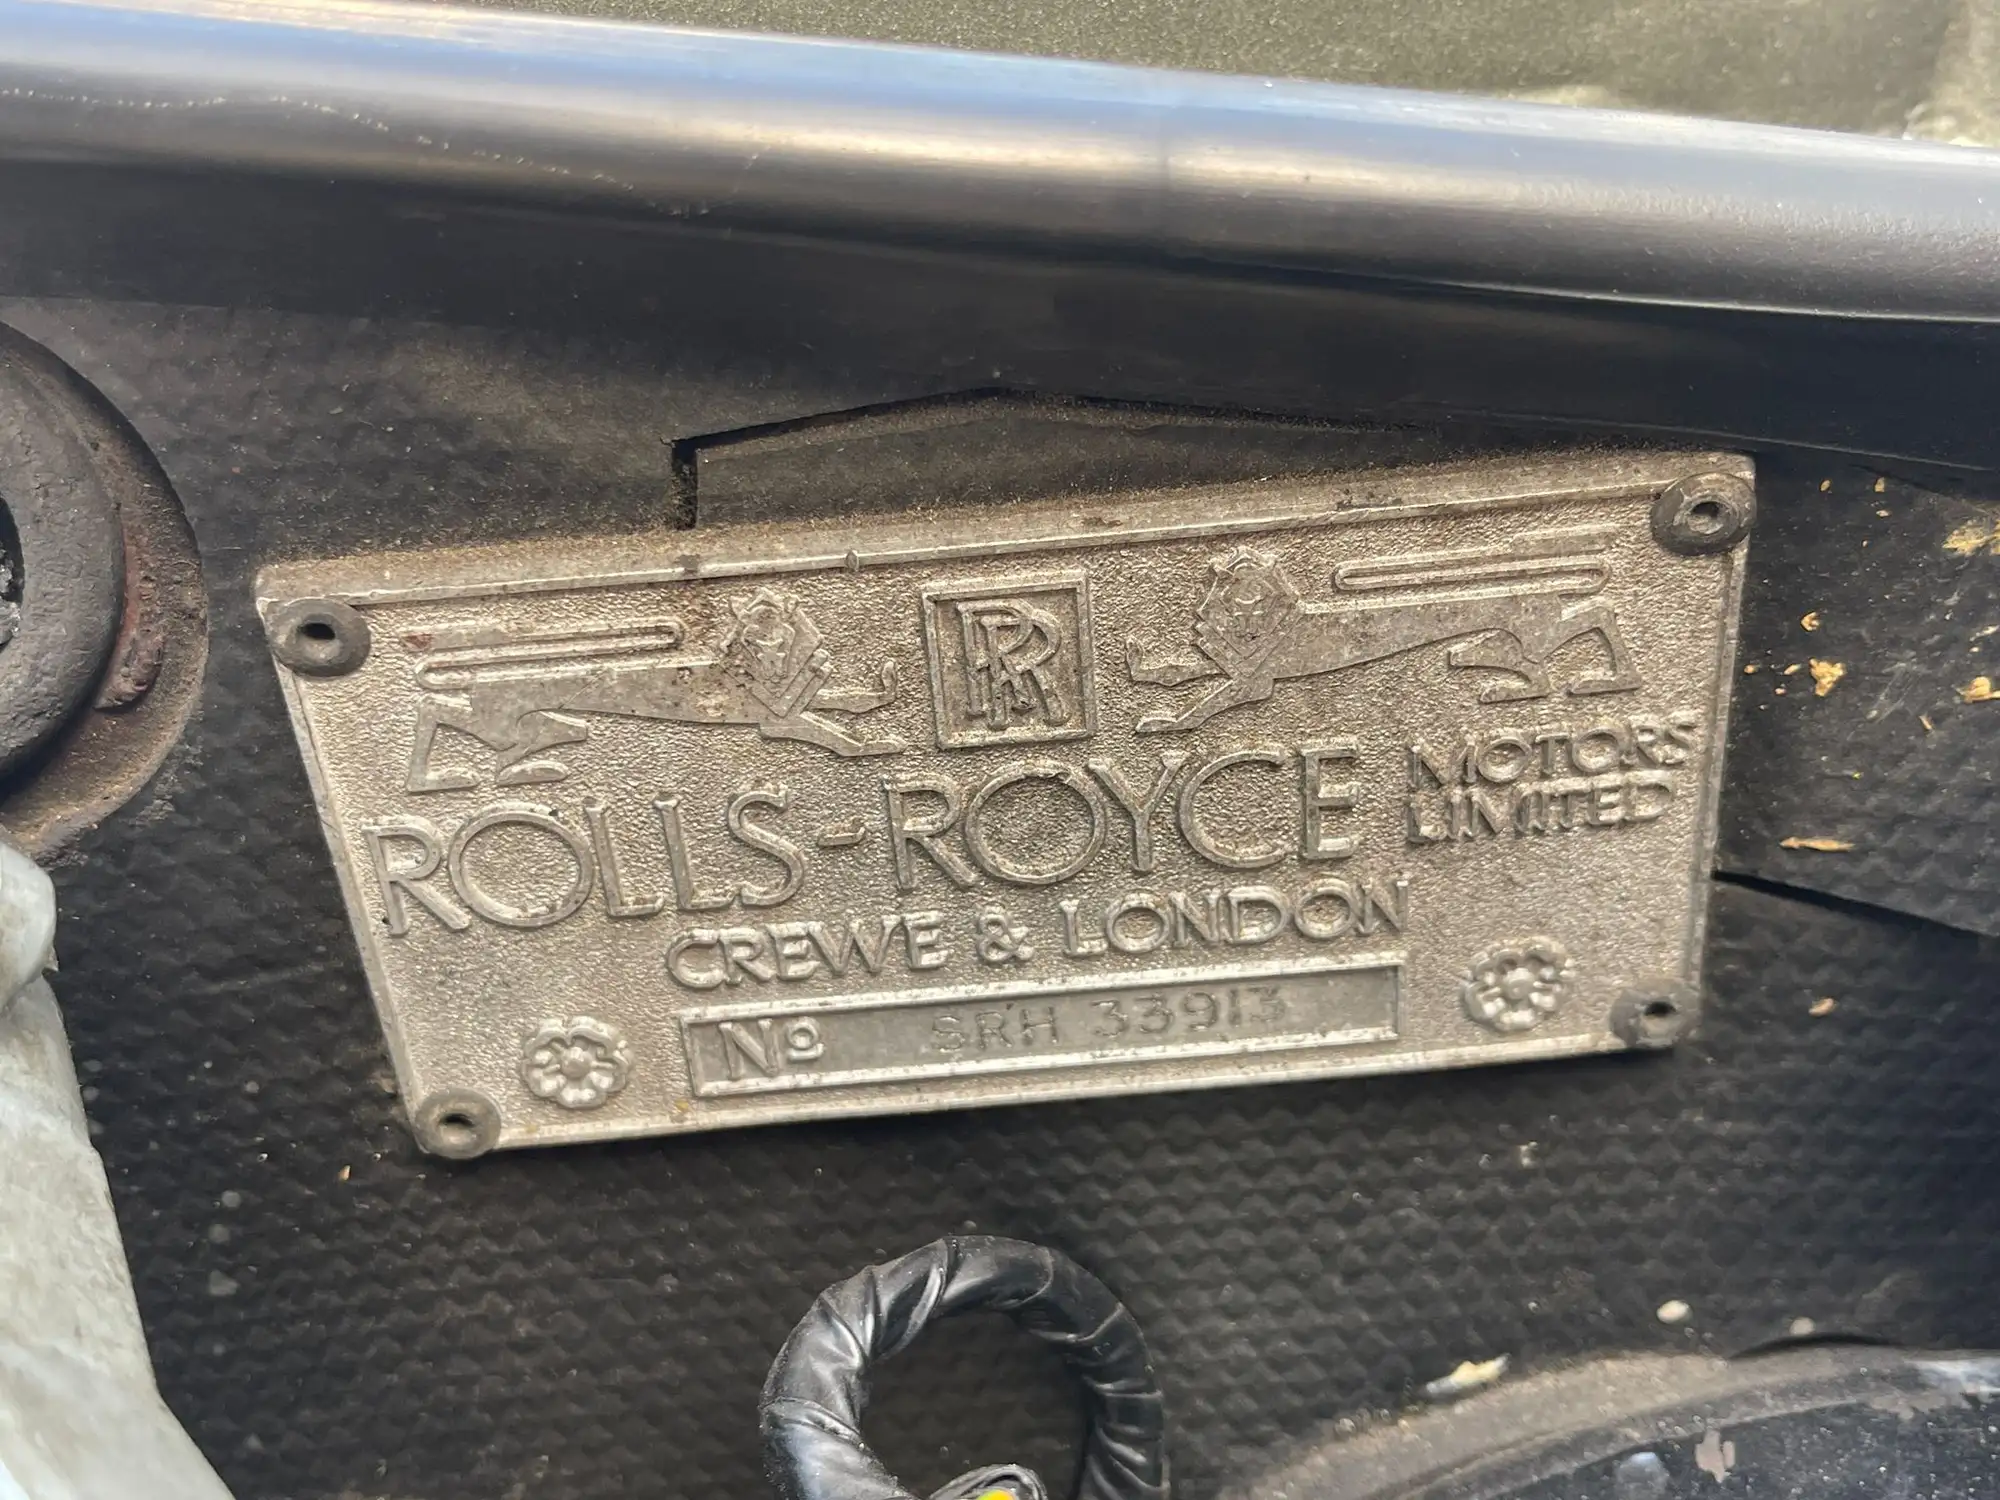 RR
ROLLS-ROYCE MOTORS LIMITED
CREWE & LONDON
Nº SRH 33913